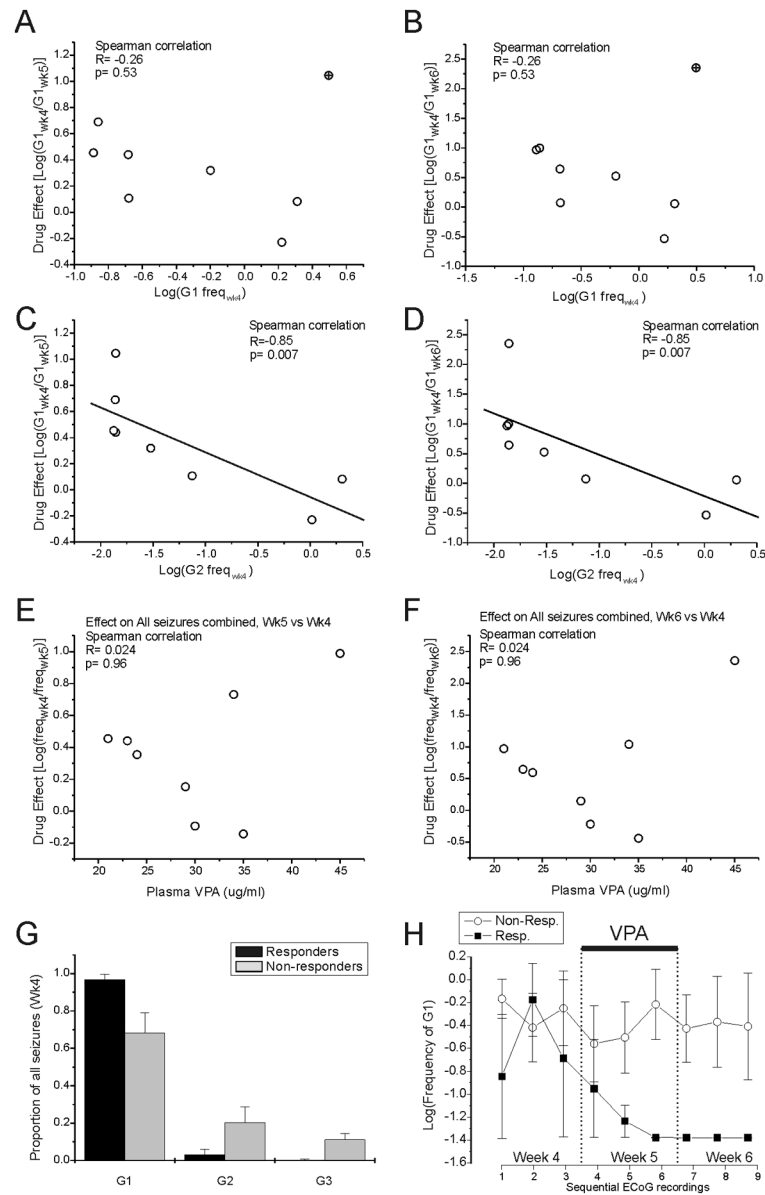 A
Spearman correlation
R= -0.26
p= 0.53
Drug Effect [Log(G1wk4/G1wk5)]
1.2
1.0
0.8
0.6
0.4
0.2
0.0
-0.2
-0.4
-1.0 -0.8 -0.6 -0.4 -0.2 0.0 0.2 0.4 0.6
Log(G1 freqwk4)
B
Spearman correlation
R= -0.26
p= 0.53
Drug Effect [Log(G1wk4/G1wk6)]
2.5
2.0
1.5
1.0
0.5
0.0
-0.5
-1.0
-1.5 -1.0 -0.5 0.0 0.5 1.0
Log(G1 freqwk4)
C
Spearman correlation
R=-0.85
p= 0.007
Drug Effect [Log(G1wk4/G1wk5)]
1.2
1.0
0.8
0.6
0.4
0.2
0.0
-0.2
-0.4
-2.0 -1.5 -1.0 -0.5 0.0 0.5
Log(G2 freqwk4)
D
Spearman correlation
R=-0.85
p= 0.007
Drug Effect [Log(G1wk4/G1wk6)]
2.5
2.0
1.5
1.0
0.5
0.0
-0.5
-1.0
-2.0 -1.5 -1.0 -0.5 0.0 0.5
Log(G2 freqwk4)
E
Effect on All seizures combined, Wk5 vs Wk4
Spearman correlation
R= 0.024
p= 0.96
Drug Effect [Log(freqwk4/freqwk5)]
1.0
0.8
0.6
0.4
0.2
0.0
-0.2
20 25 30 35 40 45
Plasma VPA (ug/ml)
F
Effect on All seizures combined, Wk6 vs Wk4
Spearman correlation
R= 0.024
p= 0.96
Drug Effect [Log(freqwk4/freqwk6)]
2.5
2.0
1.5
1.0
0.5
0.0
-0.5
20 25 30 35 40 45
Plasma VPA (ug/ml)
G
Responders
Non-responders
Proportion of all seizures (Wk4)
1.0
0.8
0.6
0.4
0.2
0.0
G1 G2 G3
H
Non-Resp.
Resp.
VPA
Log(Frequency of G1)
0.0
-0.2
-0.4
-0.6
-0.8
-1.0
-1.2
-1.4
-1.6
Week 4 Week 5 Week 6
1 2 3 4 5 6 7 8 9
Sequential ECoG recordings